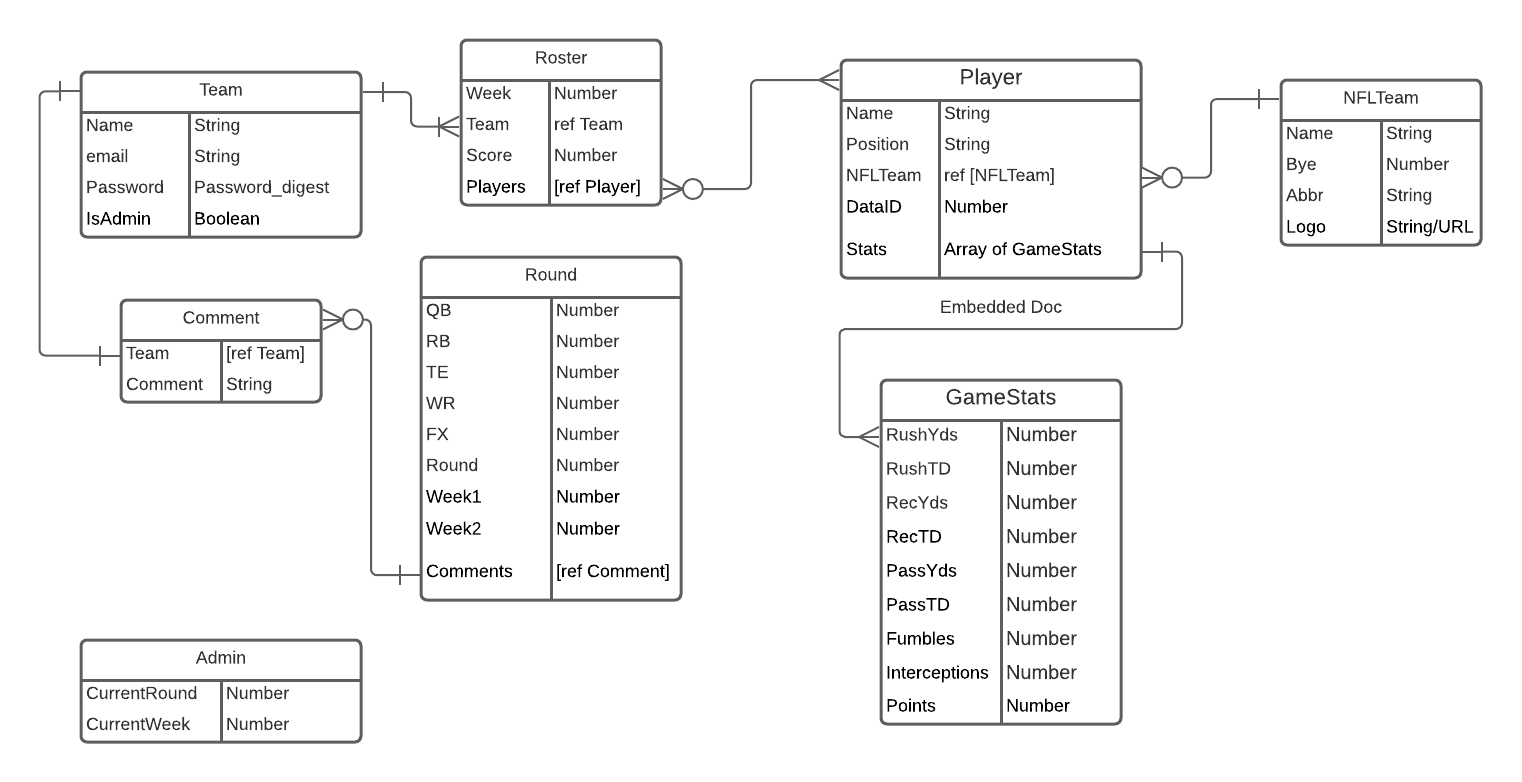 Team
Name String
email String
Password Password_digest
IsAdmin Boolean
Roster
Week Number
Team ref Team
Score Number
Players [ref Player]
Player
Name String
Position String
NFLTeam ref [NFLTeam]
DataID Number
Stats Array of GameStats
NFLTeam
Name String
Bye Number
Abbr String
Logo String/URL
Comment
Team [ref Team]
Comment String
Round
QB Number
RB Number
TE Number
WR Number
FX Number
Round Number
Week1 Number
Week2 Number
Comments [ref Comment]
Embedded Doc
GameStats
RushYds Number
RushTD Number
RecYds Number
RecTD Number
PassYds Number
PassTD Number
Fumbles Number
Interceptions Number
Points Number
Admin
CurrentRound Number
CurrentWeek Number